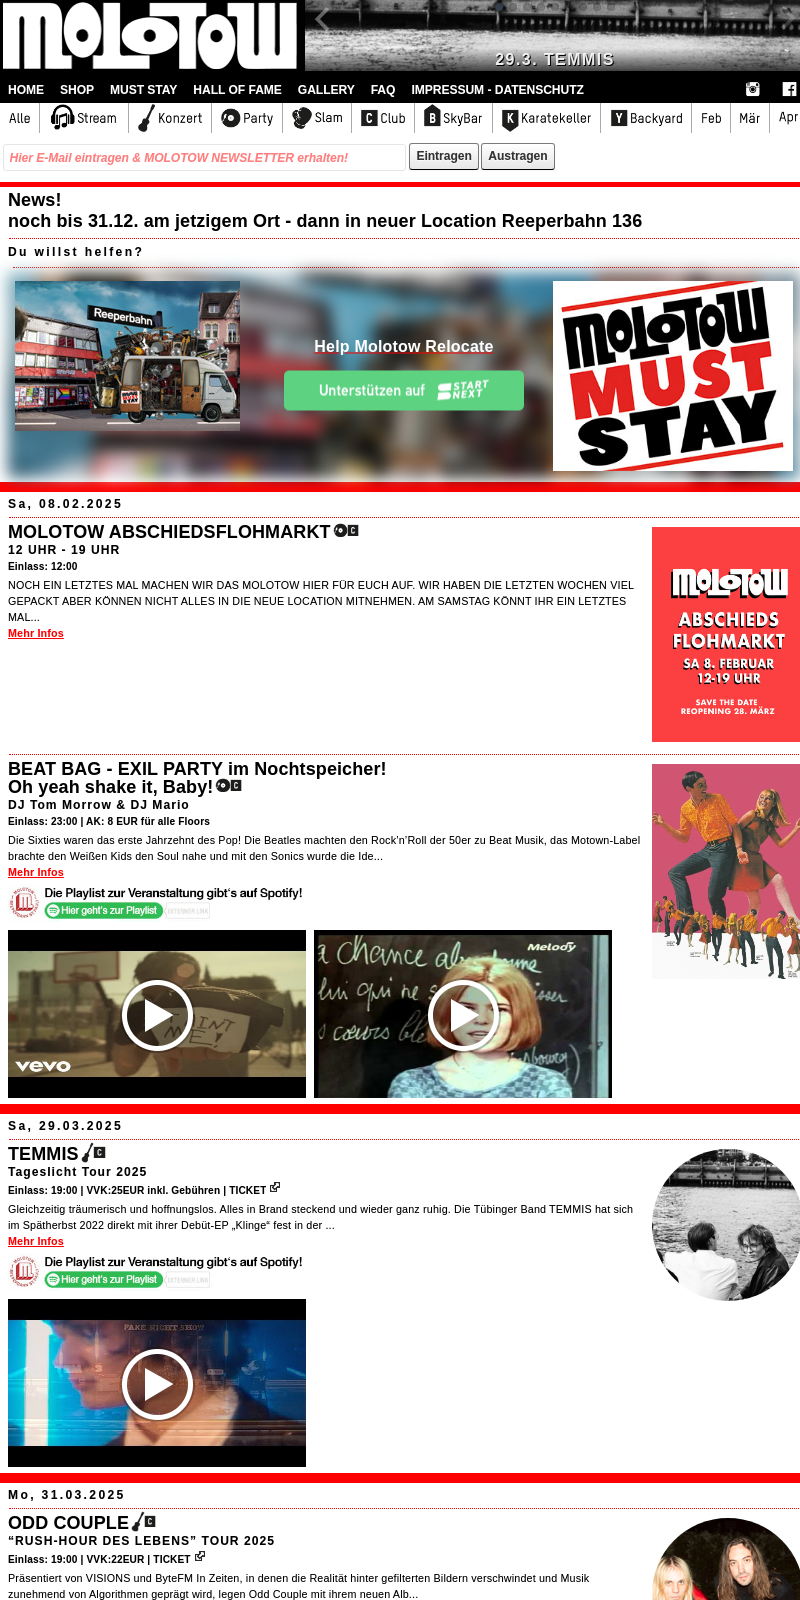 MOLOTOW
29.3. TEMMIS
HOME SHOP MUST STAY HALL OF FAME GALLERY FAQ IMPRESSUM - DATENSCHUTZ
Alle Stream Konzert Party Slam C Club B SkyBar K Karatekeller Y Backyard Feb Mär Apr
Hier E-Mail eintragen & MOLOTOW NEWSLETTER erhalten! Eintragen Austragen
News!
noch bis 31.12. am jetzigem Ort - dann in neuer Location Reeperbahn 136
Du willst helfen?
Reeperbahn
Help Molotow Relocate
Unterstützen auf START NEXT
MOLOTOW
MUST
STAY
Sa, 08.02.2025
MOLOTOW ABSCHIEDSFLOHMARKT C
12 UHR - 19 UHR
Einlass: 12:00
NOCH EIN LETZTES MAL MACHEN WIR DAS MOLOTOW HIER FÜR EUCH AUF. WIR HABEN DIE LETZTEN WOCHEN VIEL
GEPACKT ABER KÖNNEN NICHT ALLES IN DIE NEUE LOCATION MITNEHMEN. AM SAMSTAG KÖNNT IHR EIN LETZTES
MAL...
Mehr Infos
MOLOTOW
ABSCHIEDS
FLOHMARKT
SA 8. FEBRUAR
12-19 UHR
SAVE THE DATE
REOPENING 28. MÄRZ
BEAT BAG - EXIL PARTY im Nochtspeicher!
Oh yeah shake it, Baby! C
DJ Tom Morrow & DJ Mario
Einlass: 23:00 | AK: 8 EUR für alle Floors
Die Sixties waren das erste Jahrzehnt des Pop! Die Beatles machten den Rock’n’Roll der 50er zu Beat Musik, das Motown-Label
brachte den Weißen Kids den Soul nahe und mit den Sonics wurde die Ide...
Mehr Infos
Die Playlist zur Veranstaltung gibt's auf Spotify!
Hier geht's zur Playlist EXTERNER LINK
vevo
Melody
a chance
Sa, 29.03.2025
TEMMIS C
Tageslicht Tour 2025
Einlass: 19:00 | VVK:25EUR inkl. Gebühren | TICKET
Gleichzeitig träumerisch und hoffnungslos. Alles in Brand steckend und wieder ganz ruhig. Die Tübinger Band TEMMIS hat sich
im Spätherbst 2022 direkt mit ihrer Debüt-EP „Klinge“ fest in der ...
Mehr Infos
Die Playlist zur Veranstaltung gibt's auf Spotify!
Hier geht's zur Playlist EXTERNER LINK
Mo, 31.03.2025
ODD COUPLE C
“RUSH-HOUR DES LEBENS” TOUR 2025
Einlass: 19:00 | VVK:22EUR | TICKET
Präsentiert von VISIONS und ByteFM In Zeiten, in denen die Realität hinter gefilterten Bildern verschwindet und Musik
zunehmend von Algorithmen geprägt wird, legen Odd Couple mit ihrem neuen Alb...